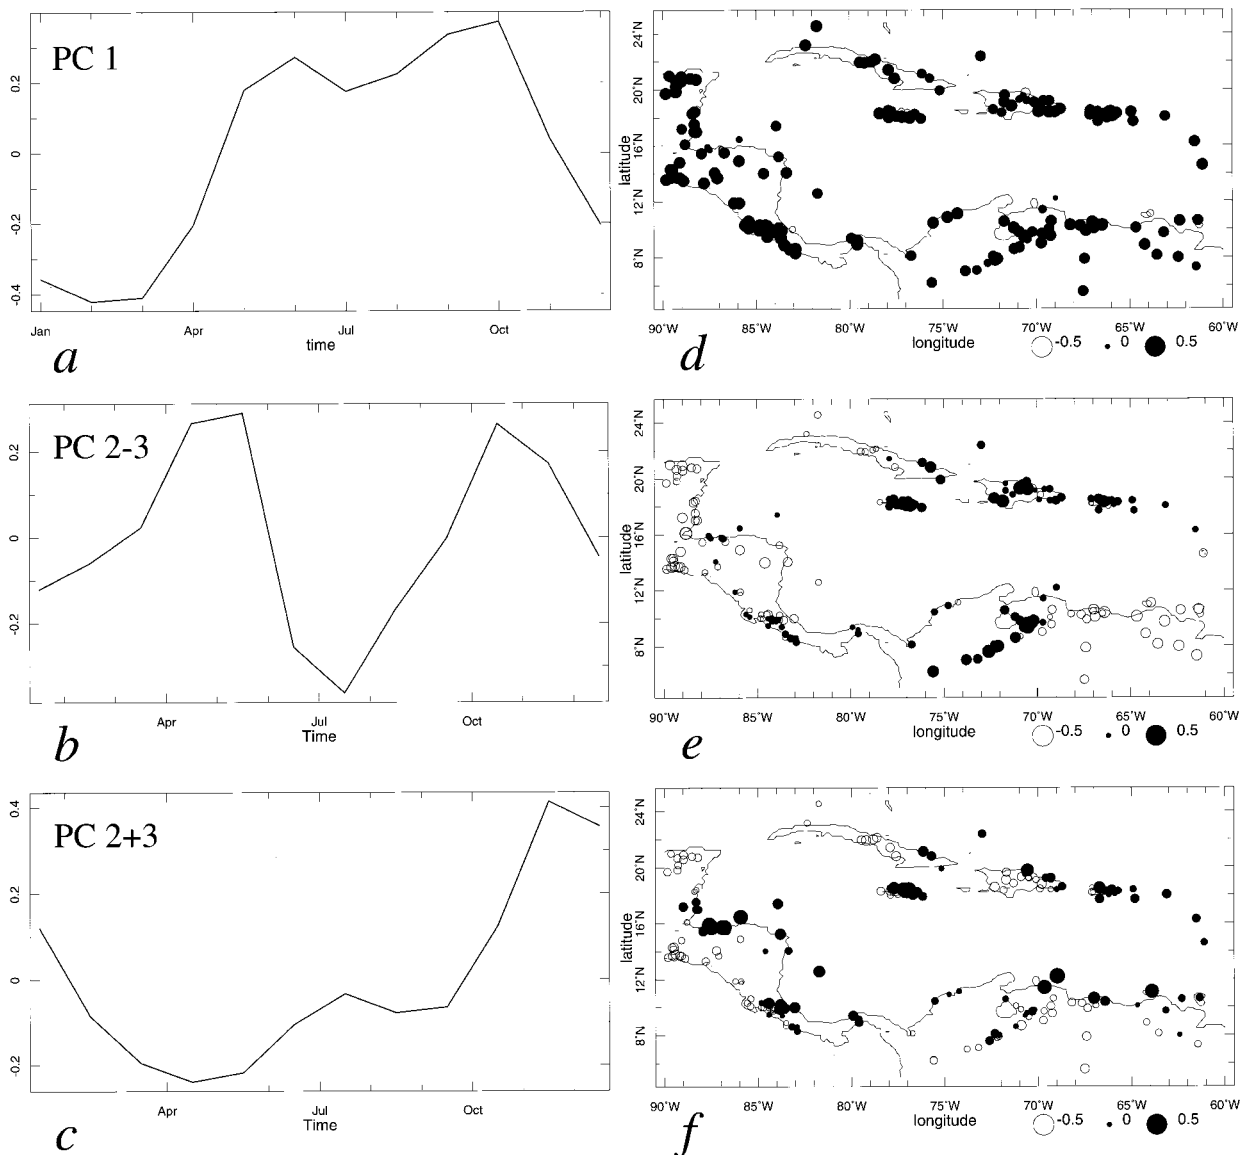 PC 1
0.2
0
-0.2
-0.4
Jan
Apr
Jul
Oct
time
a
24°N
20°N
16°N
12°N
8°N
latitude
90°W
85°W
80°W
75°W
70°W
65°W
60°W
longitude
-0.5
0
0.5
d
PC 2-3
0.2
0
-0.2
Apr
Jul
Oct
Time
b
24°N
20°N
16°N
12°N
8°N
latitude
90°W
85°W
80°W
75°W
70°W
65°W
60°W
longitude
-0.5
0
0.5
e
PC 2+3
0.4
0.2
0
-0.2
Apr
Jul
Oct
Time
c
24°N
20°N
16°N
12°N
8°N
latitude
90°W
85°W
80°W
75°W
70°W
65°W
60°W
longitude
-0.5
0
0.5
f